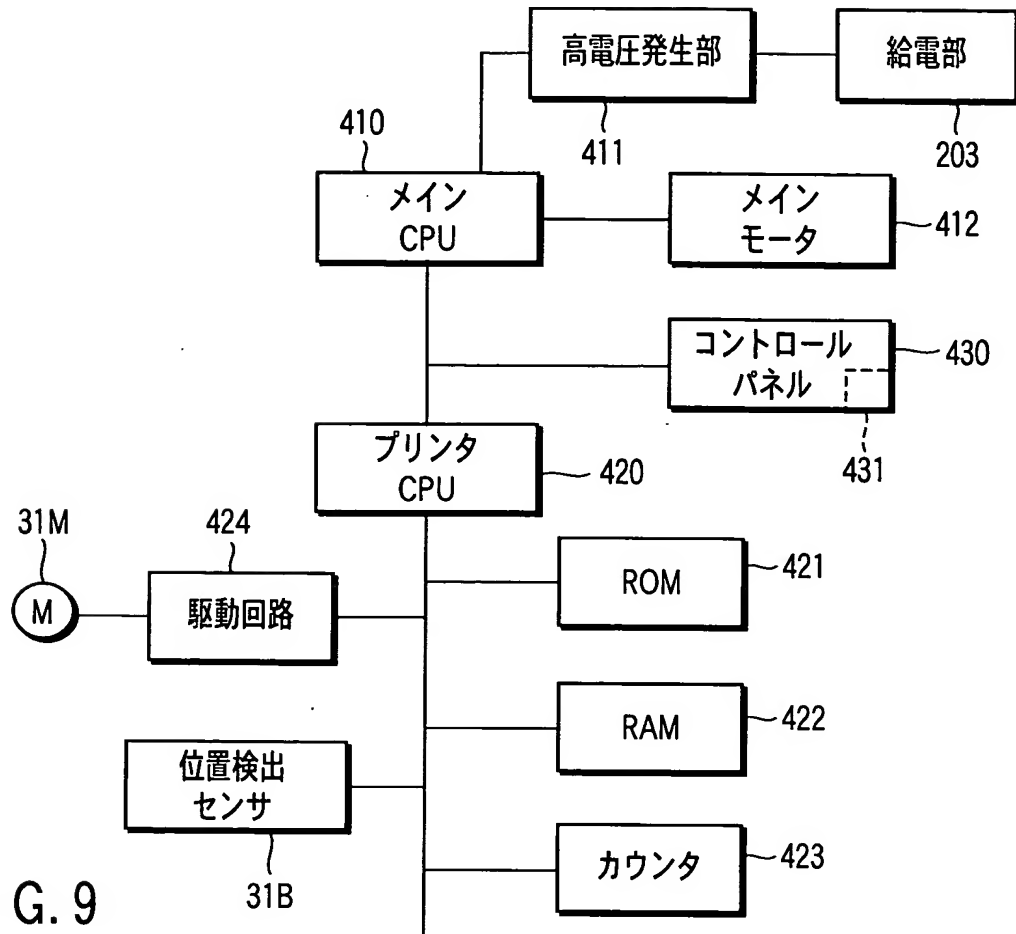 高電圧発生部
給電部
410
411
203
メイン
CPU
メイン
モータ
412
コントロール
パネル
430
431
プリンタ
CPU
420
31M
424
M
駆動回路
ROM
421
RAM
422
位置検出
センサ
31B
カウンタ
423
G. 9